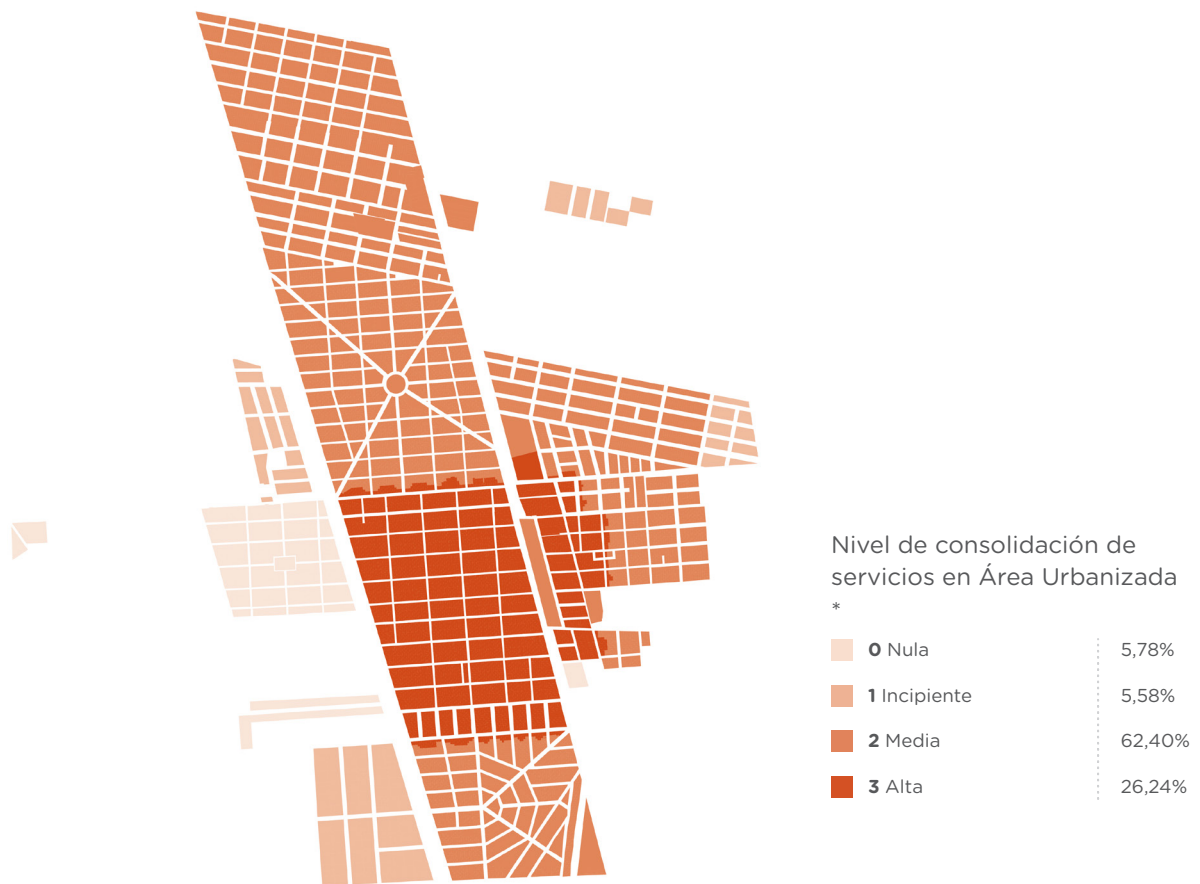 Nivel de consolidación de
servicios en Área Urbanizada
*
0 Nula 5,78%
1 Incipiente 5,58%
2 Media 62,40%
3 Alta 26,24%